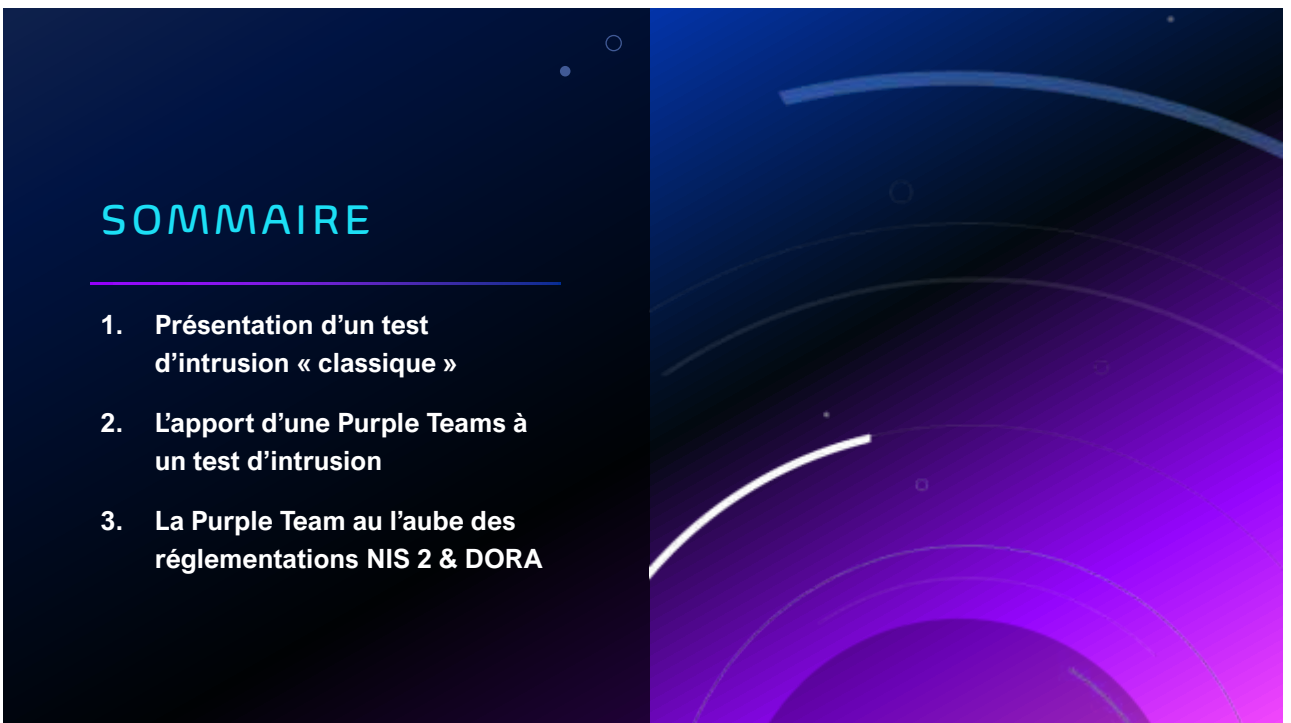 SOMMAIRE
1. Présentation d’un test
d’intrusion « classique »
2. L’apport d’une Purple Teams à
un test d’intrusion
3. La Purple Team au l’aube des
réglementations NIS 2 & DORA